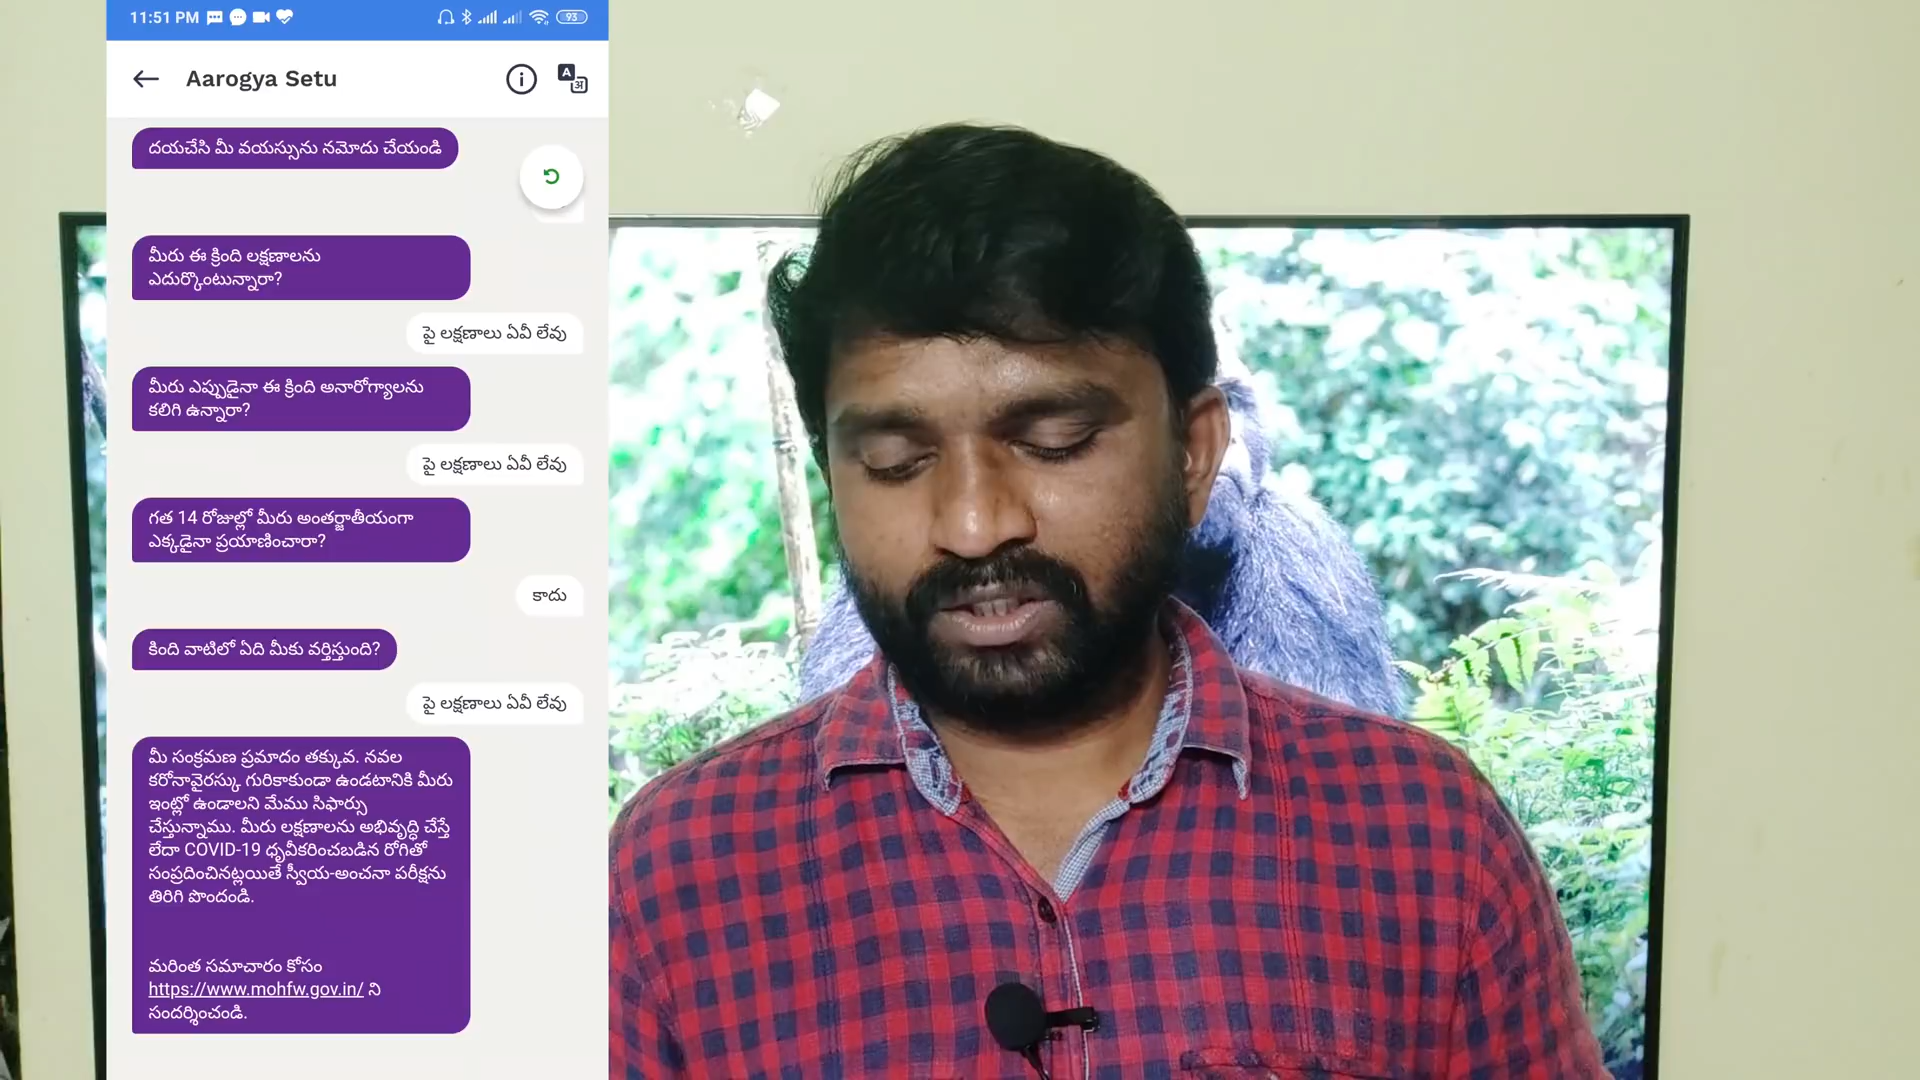 11:51 PM
93
Aarogya Setu
A
अ
దయచేసి మీ వయస్సును నమోదు చేయండి
మీరు ఈ క్రింది లక్షణాలను
ఎదుర్కొంటున్నారా?
పై లక్షణాలు ఏవీ లేవు
మీరు ఎప్పుడైనా ఈ క్రింది అనారోగ్యాలను
కలిగి ఉన్నారా?
పై లక్షణాలు ఏవీ లేవు
గత 14 రోజుల్లో మీరు అంతర్జాతీయంగా
ఎక్కడైనా ప్రయాణించారా?
కాదు
కింది వాటిలో ఏది మీకు వర్తిస్తుంది?
పై లక్షణాలు ఏవీ లేవు
మీ సంక్రమణ ప్రమాదం తక్కువ. నవల
కరోనావైరస్కు గురికాకుండా ఉండటానికి మీరు
ఇంట్లో ఉండాలని మేము సిఫార్సు
చేస్తున్నాము. మీరు లక్షణాలను అభివృద్ధి చేస్తే
లేదా COVID-19 ధృవీకరించబడిన రోగితో
సంప్రదించినట్లయితే స్వీయ-అంచనా పరీక్షను
తిరిగి పొందండి.
మరింత సమాచారం కోసం
https://www.mohfw.gov.in/ ని
సందర్శించండి.